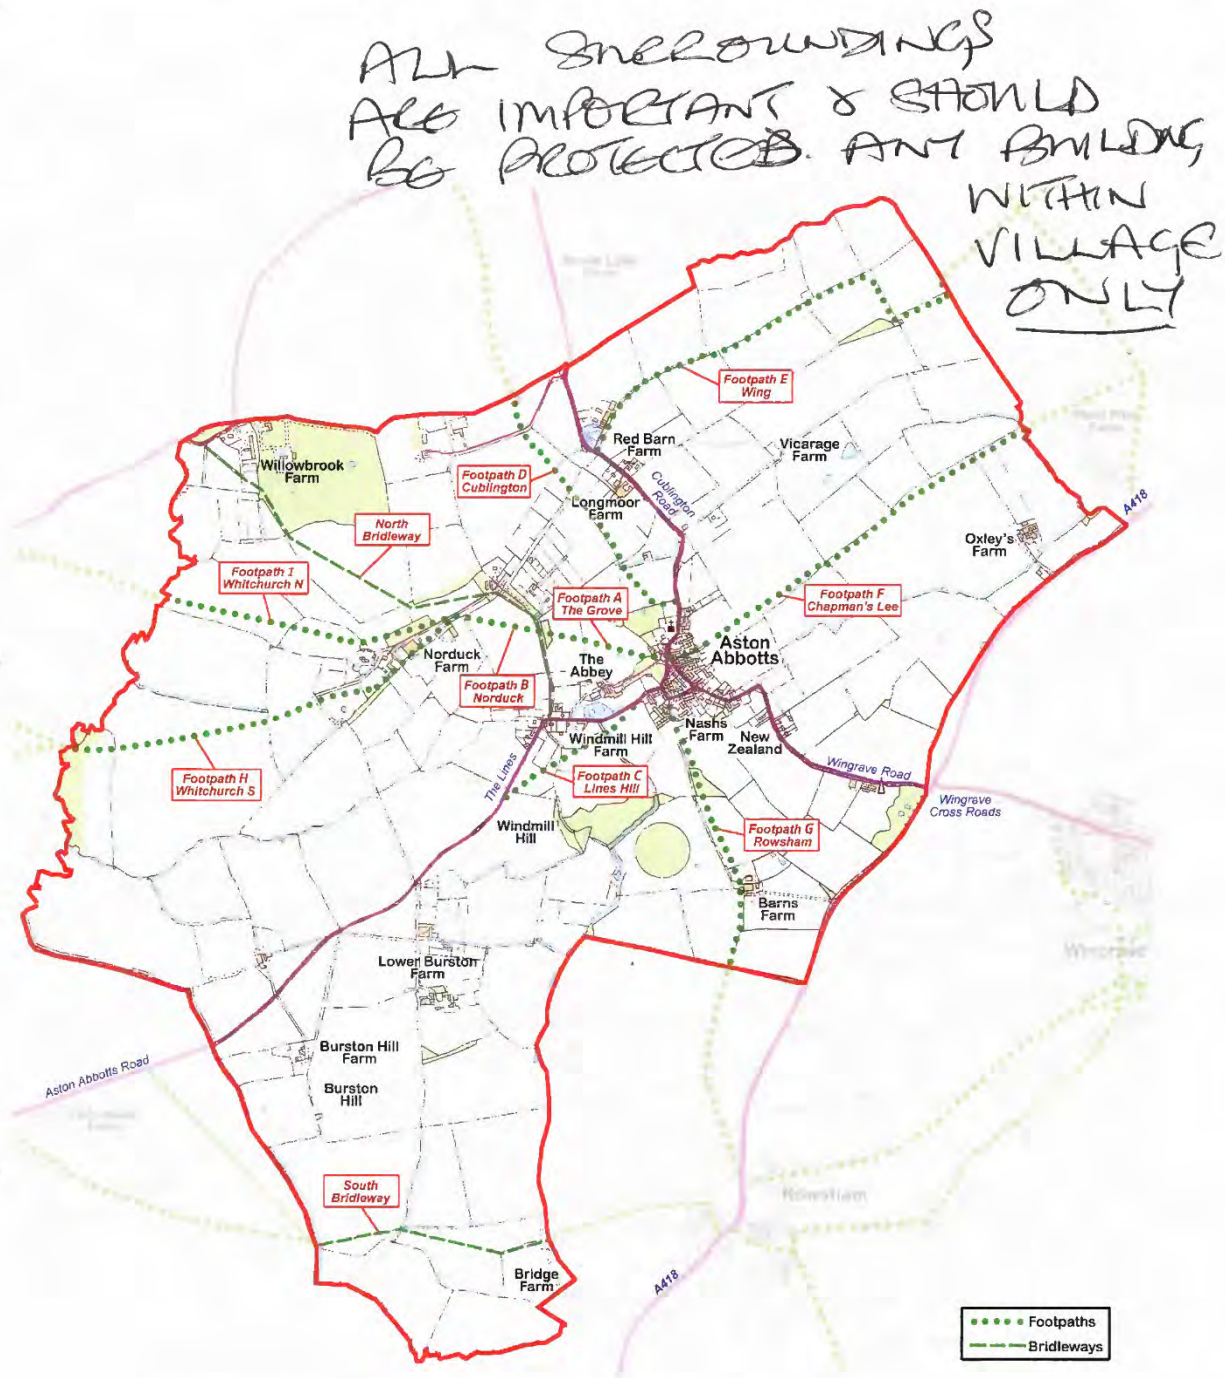 ALL SURROUNDINGS
ARE IMPORTANT & SHOULD
BE PROTECTED. ANY BUILDING
WITHIN
VILLAGE
ONLY
Footpath E
Wing
Red Barn
Farm
Vicarage
Farm
Willowbrook
Farm
Footpath D
Cublington
Cublington
Road
Longmoor
Farm
A418
North
Bridleway
Oxley's
Farm
Footpath I
Whitchurch N
Footpath A
The Grove
Footpath F
Chapman's Lee
Aston
Abbotts
Norduck
Farm
The
Abbey
Footpath B
Norduck
Nashs
Farm
New
Zealand
Windmill Hill
Farm
Footpath H
Whitchurch S
The Lines
Footpath C
Lines Hill
Wingrave Road
Wingrave
Cross Roads
Windmill
Hill
Footpath G
Rowsham
Barns
Farm
Wingrave
Lower Burston
Farm
Burston Hill
Farm
Aston Abbotts Road
Burston
Hill
South
Bridleway
Rowsham
Bridge
Farm
A418
Footpaths
Bridleways